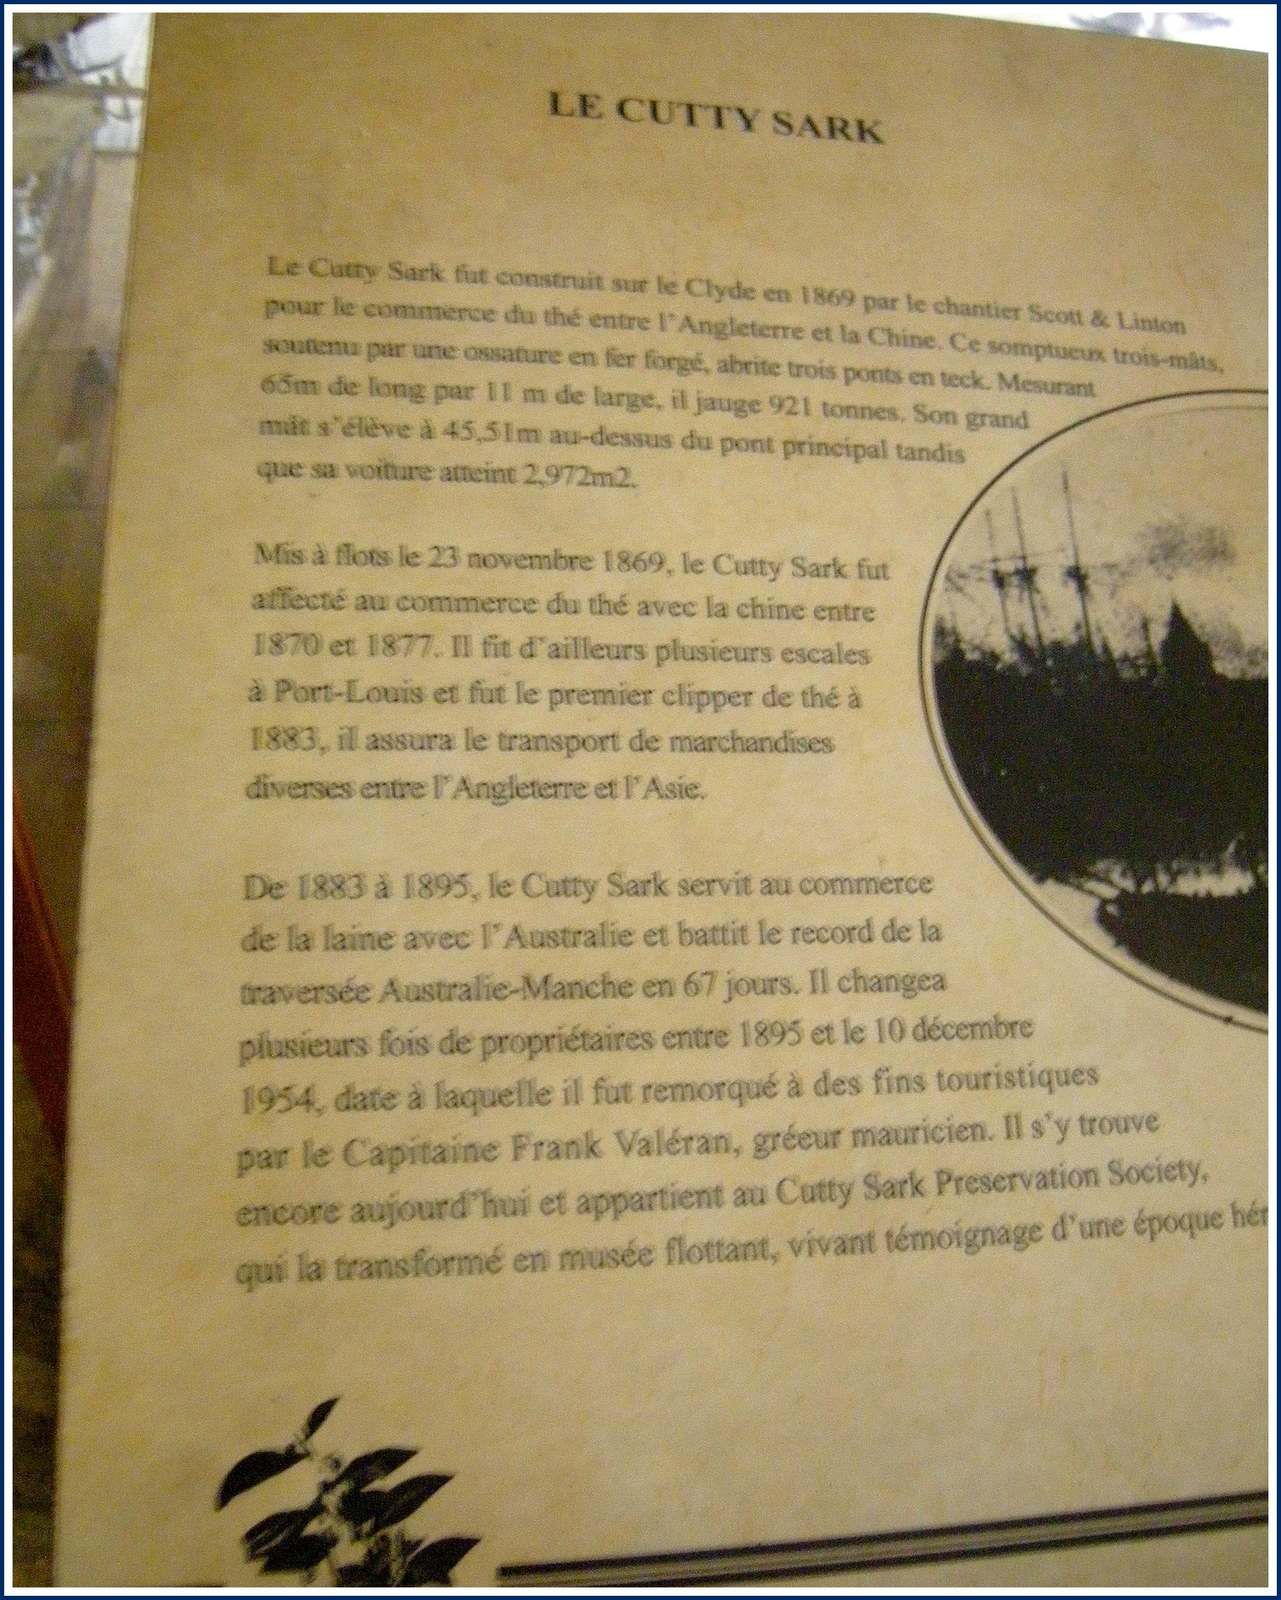 LE CUTTY SARK
Le Cutty Sark fut construit sur le Clyde en 1869 par le chantier Scott & Linton
pour le commerce du thé entre l'Angleterre et la Chine. Ce somptueux trois-mâts,
soutenu par une ossature en fer forgé, abrite trois ponts en teck. Mesurant
65m de long par 11 m de large, il jauge 921 tonnes. Son grand
mât s'élève à 45,51m au-dessus du pont principal tandis
que sa voiture atteint 2,972m2.
Mis à flots le 23 novembre 1869, le Cutty Sark fut
affecté au commerce du thé avec la chine entre
1870 et 1877. Il fit d'ailleurs plusieurs escales
à Port-Louis et fut le premier clipper de thé à
1883, il assura le transport de marchandises
diverses entre l'Angleterre et l'Asie.
De 1883 à 1895, le Cutty Sark servit au commerce
de la laine avec l'Australie et battit le record de la
traversée Australie-Manche en 67 jours. Il changea
plusieurs fois de propriétaires entre 1895 et le 10 décembre
1954, date à laquelle il fut remorqué à des fins touristiques
par le Capitaine Frank Valéran, gréeur mauricien. Il s'y trouve
encore aujourd'hui et appartient au Cutty Sark Preservation Society,
qui la transformé en musée flottant, vivant témoignage d'une époque hér